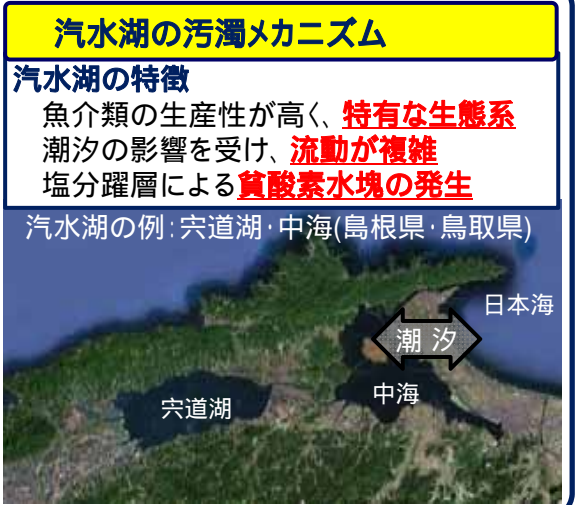 汽水湖の汚濁メカニズム
汽水湖の特徴
魚介類の生産性が高く、特有な生態系
潮汐の影響を受け、流動が複雑
塩分躍層による貧酸素水塊の発生
汽水湖の例:宍道湖・中海(島根県・鳥取県)
日本海
潮 汐
中海
宍道湖